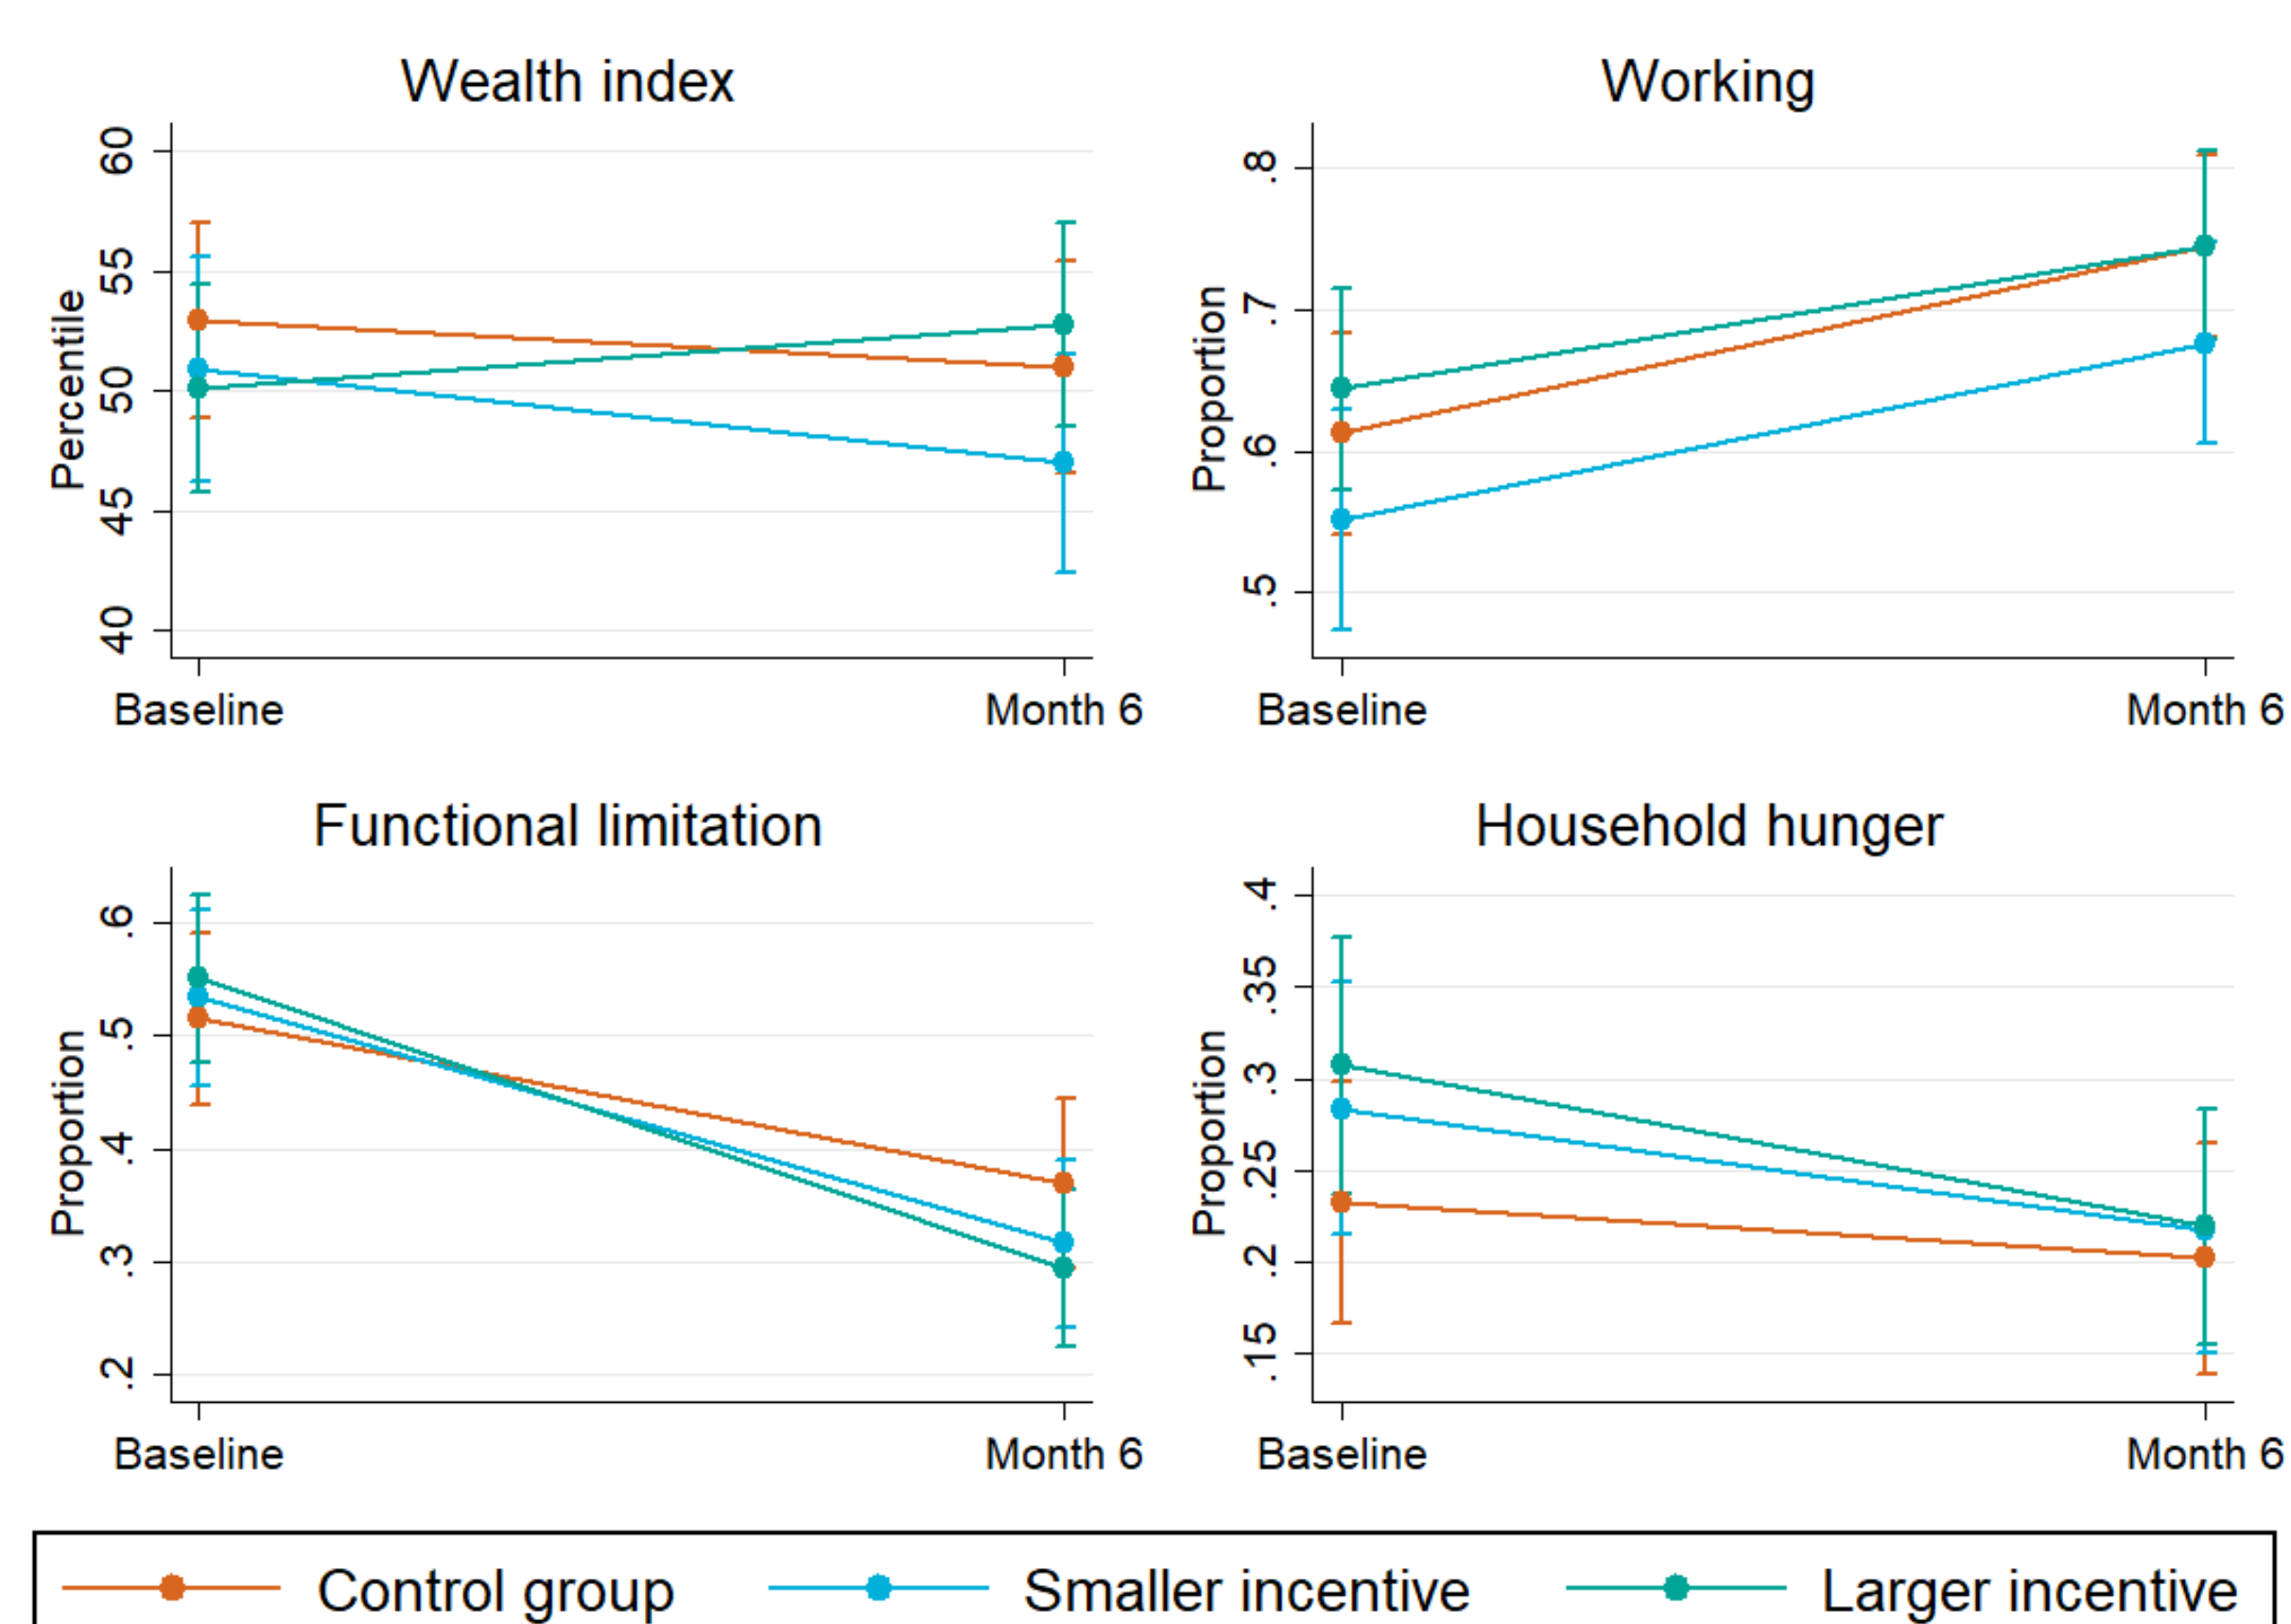 Wealth index
Percentile
60
55
50
45
40
Baseline
Month 6
Working
Proportion
.8
.7
.6
.5
Baseline
Month 6
Functional limitation
Proportion
.6
.5
.4
.3
.2
Baseline
Month 6
Household hunger
Proportion
.4
.35
.3
.25
.2
.15
Baseline
Month 6
Control group
Smaller incentive
Larger incentive